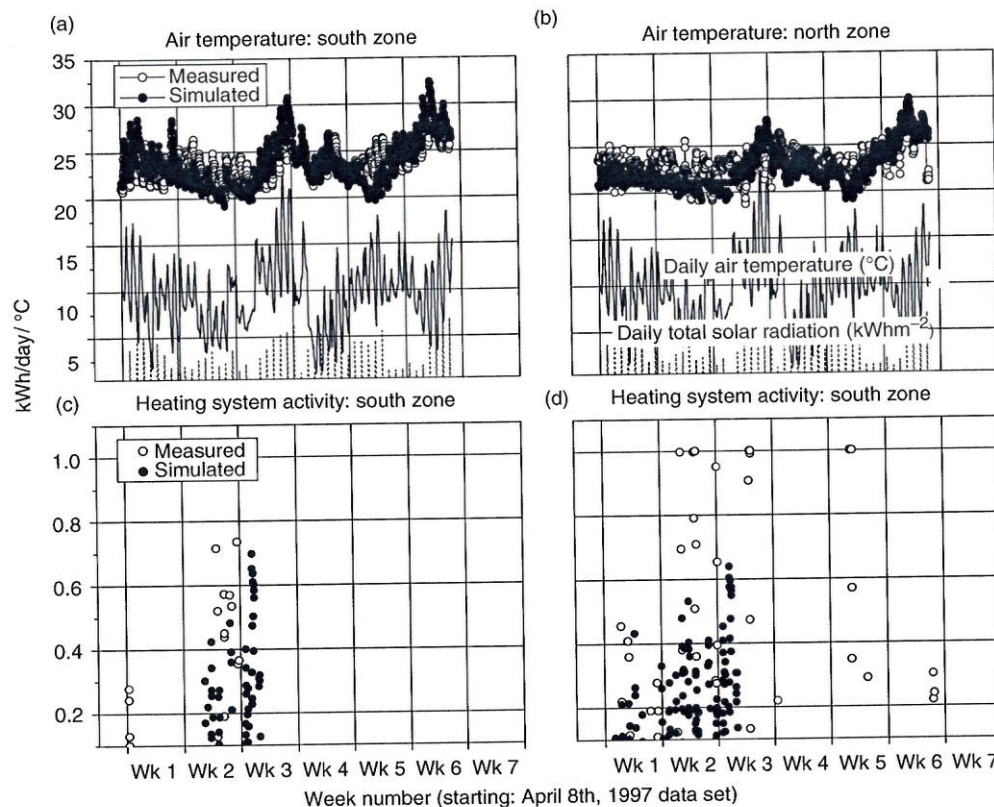 (a)
Air temperature: south zone
(b)
Air temperature: north zone
35
30
25
20
15
10
5
kWh/day/ °C
Measured
Simulated
Daily air temperature (°C)
Daily total solar radiation (kWhm⁻²)
(c)
Heating system activity: south zone
(d)
Heating system activity: south zone
1.0
0.8
0.6
0.4
0.2
Measured
Simulated
Wk 1 Wk 2 Wk 3 Wk 4 Wk 5 Wk 6 Wk 7
Wk 1 Wk 2 Wk 3 Wk 4 Wk 5 Wk 6 Wk 7
Week number (starting: April 8th, 1997 data set)